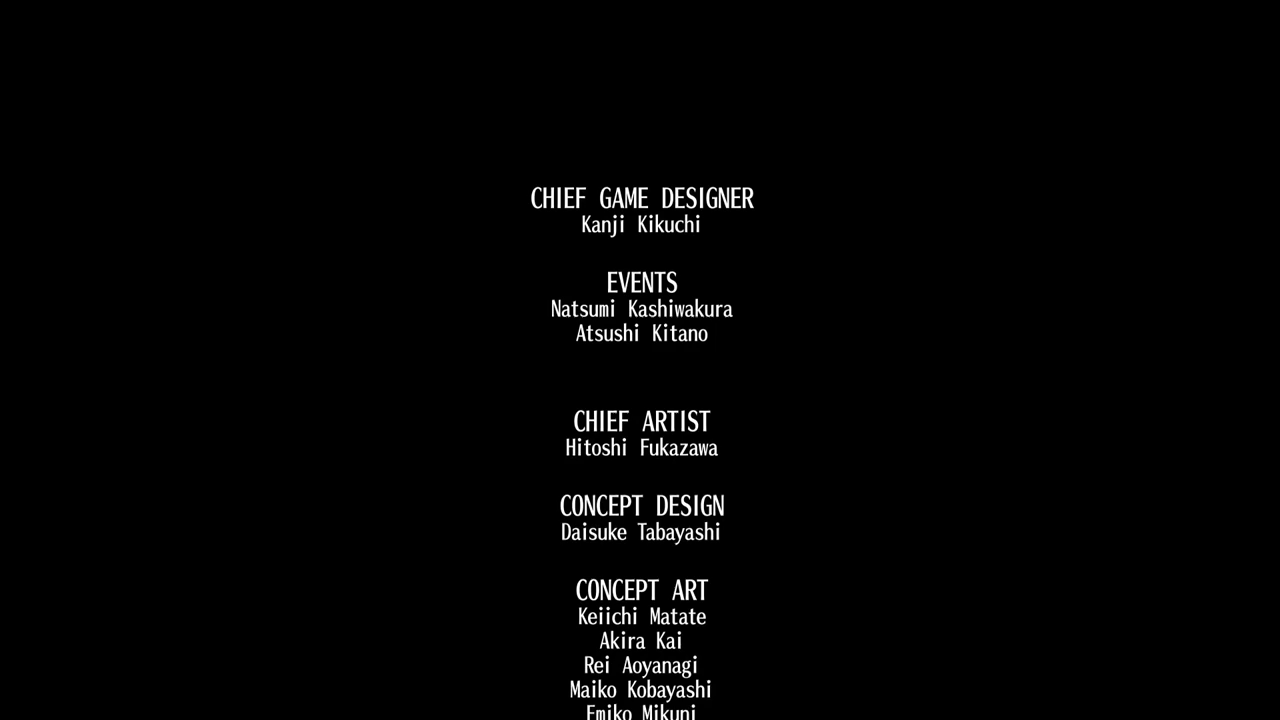 CHIEF GAME DESIGNER
Kanji Kikuchi
EVENTS
Natsumi Kashiwakura
Atsushi Kitano
CHIEF ARTIST
Hitoshi Fukazawa
CONCEPT DESIGN
Daisuke Tabayashi
CONCEPT ART
Keiichi Matate
Akira Kai
Rei Aoyanagi
Maiko Kobayashi
Emiko Mikuni